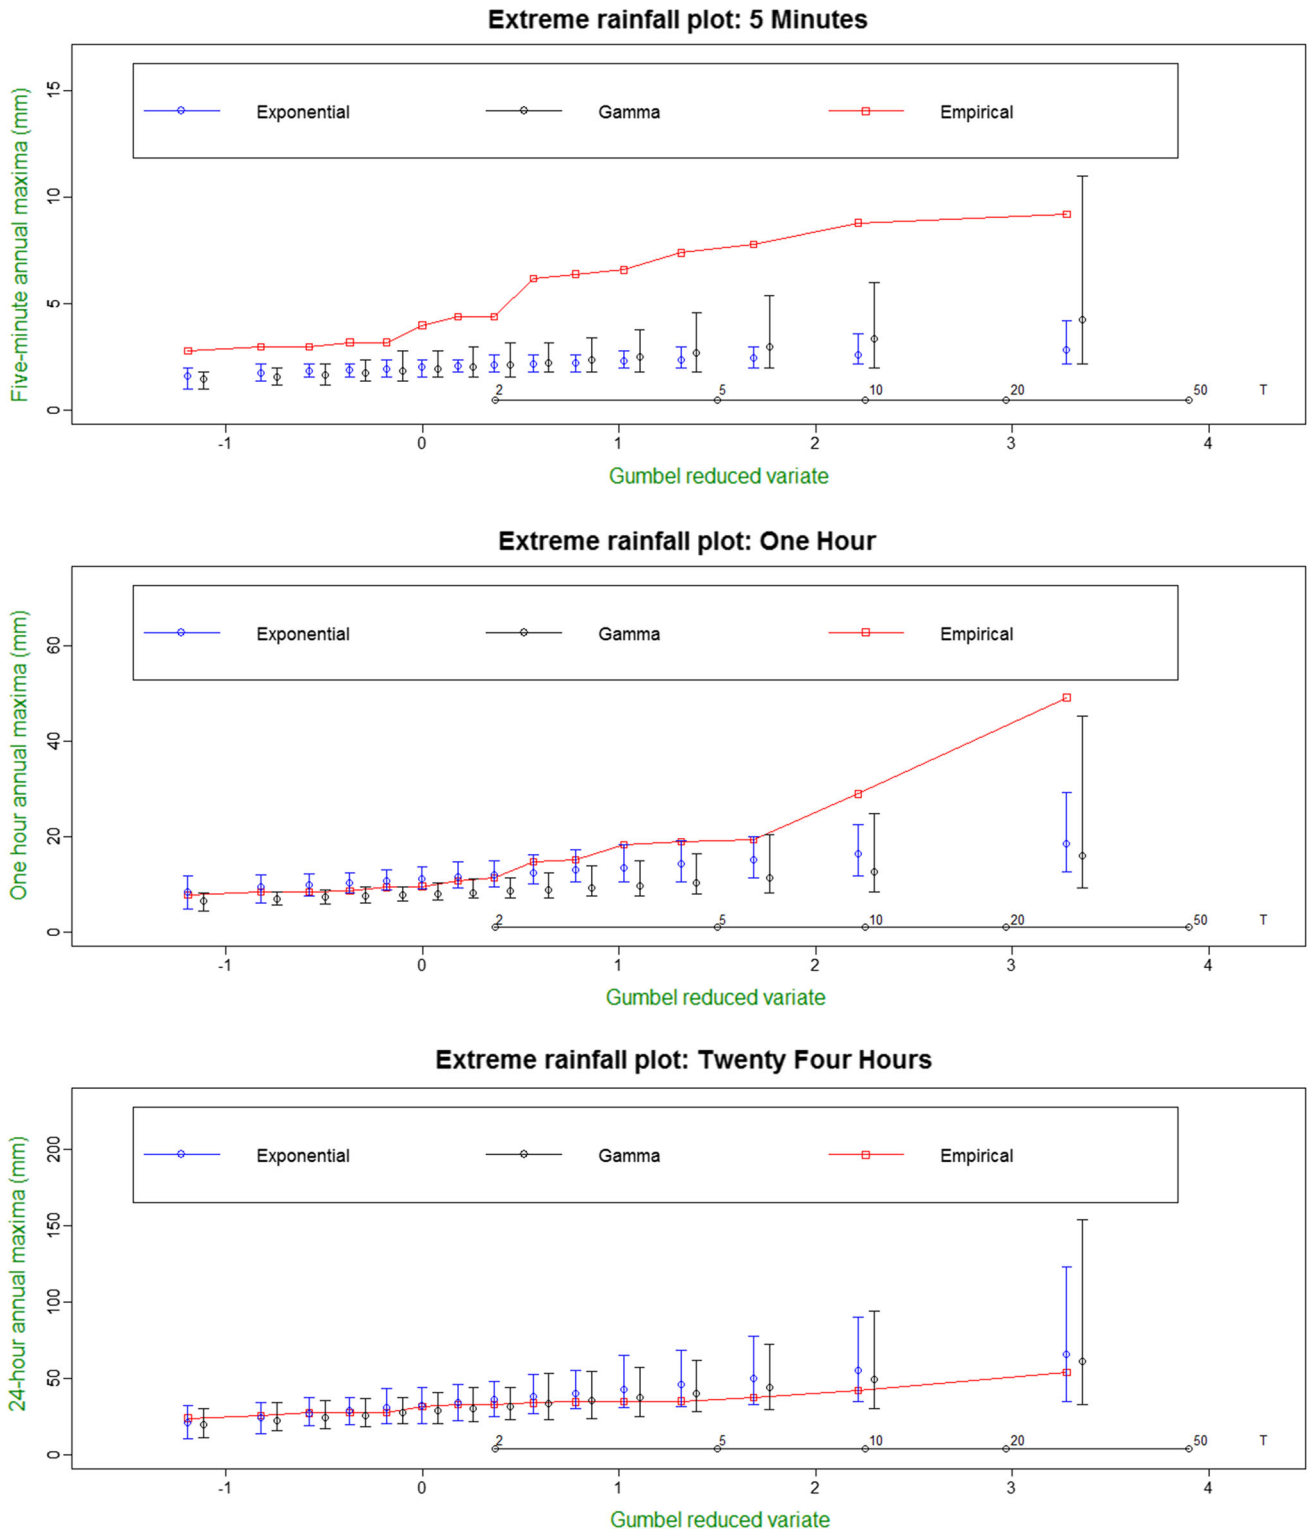 Extreme rainfall plot: 5 Minutes
Five-minute annual maxima (mm)
15
10
5
0
Exponential Gamma Empirical
2 5 10 20 50 T
-1 0 1 2 3 4
Gumbel reduced variate
Extreme rainfall plot: One Hour
One hour annual maxima (mm)
60
40
20
0
Exponential Gamma Empirical
2 5 10 20 50 T
-1 0 1 2 3 4
Gumbel reduced variate
Extreme rainfall plot: Twenty Four Hours
24-hour annual maxima (mm)
200
150
100
50
0
Exponential Gamma Empirical
2 5 10 20 50 T
-1 0 1 2 3 4
Gumbel reduced variate